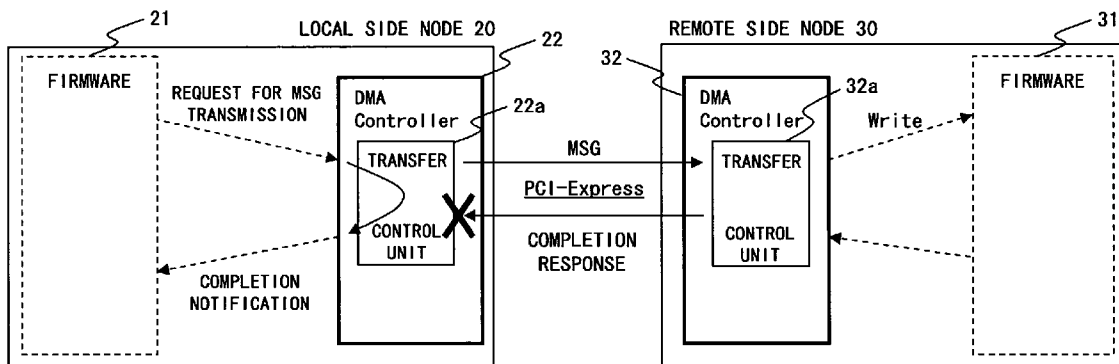 21
LOCAL SIDE NODE 20
22
REMOTE SIDE NODE 30
31
FIRMWARE
REQUEST FOR MSG
TRANSMISSION
COMPLETION
NOTIFICATION
DMA
Controller
22a
TRANSFER
CONTROL
UNIT
MSG
PCI-Express
COMPLETION
RESPONSE
32
DMA
Controller
32a
TRANSFER
CONTROL
UNIT
Write
FIRMWARE